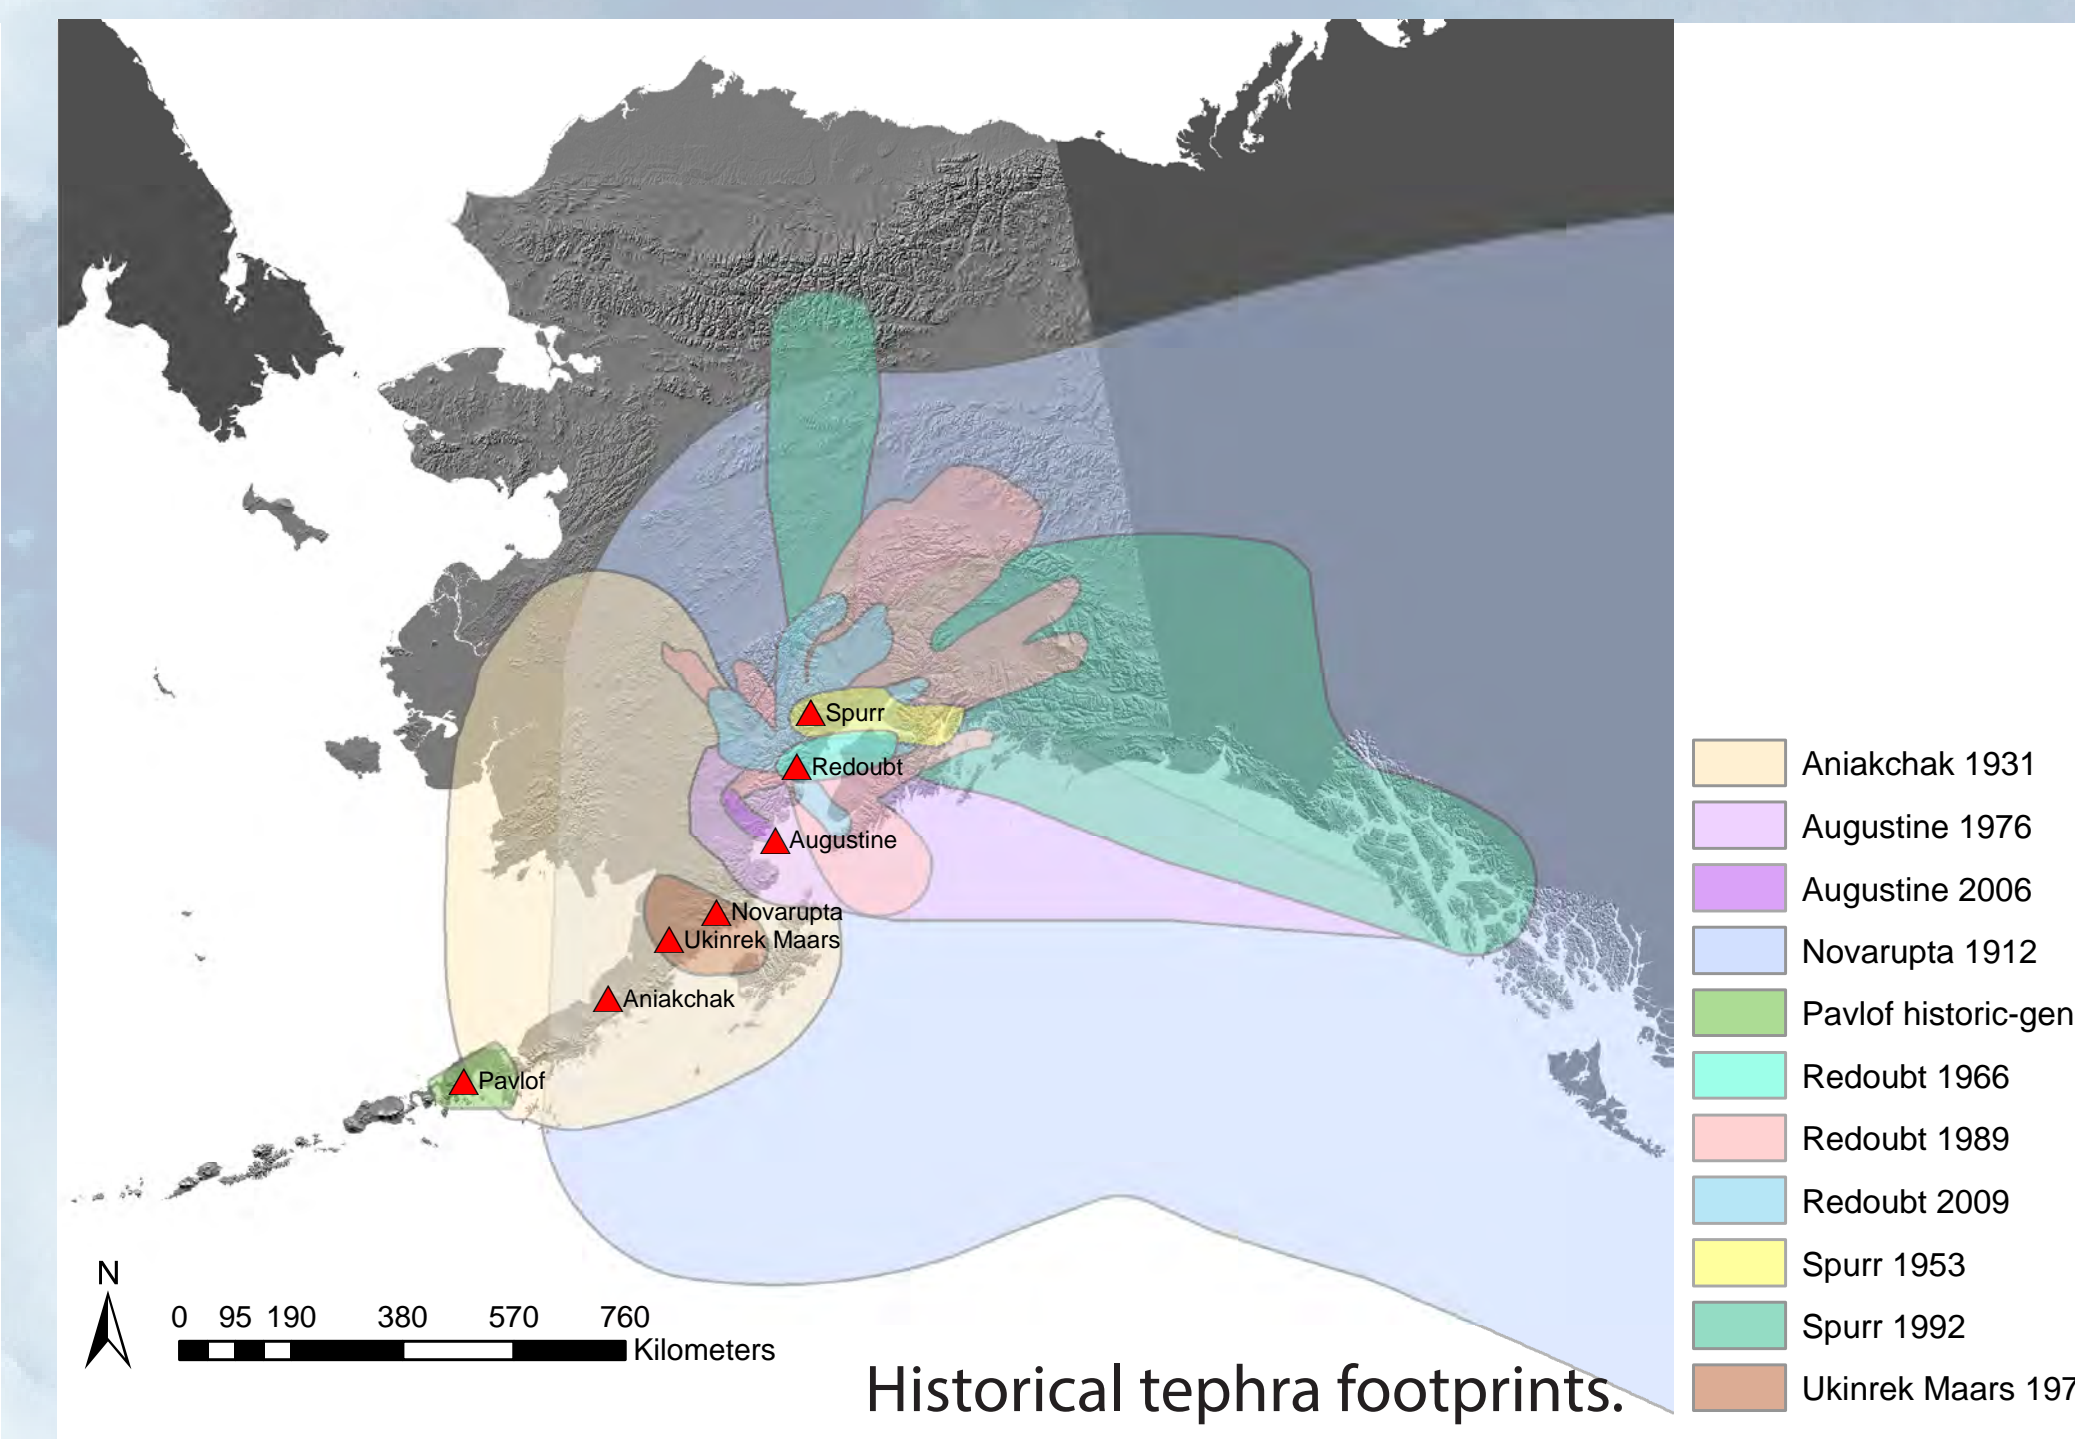 Spurr
Redoubt
Augustine
Novarupta
Ukinrek Maars
Aniakchak
Pavlof
Aniakchak 1931
Augustine 1976
Augustine 2006
Novarupta 1912
Pavlof historic-gen
Redoubt 1966
Redoubt 1989
Redoubt 2009
Spurr 1953
Spurr 1992
Ukinrek Maars 197
N
0 95 190 380 570 760
Kilometers
Historical tephra footprints.